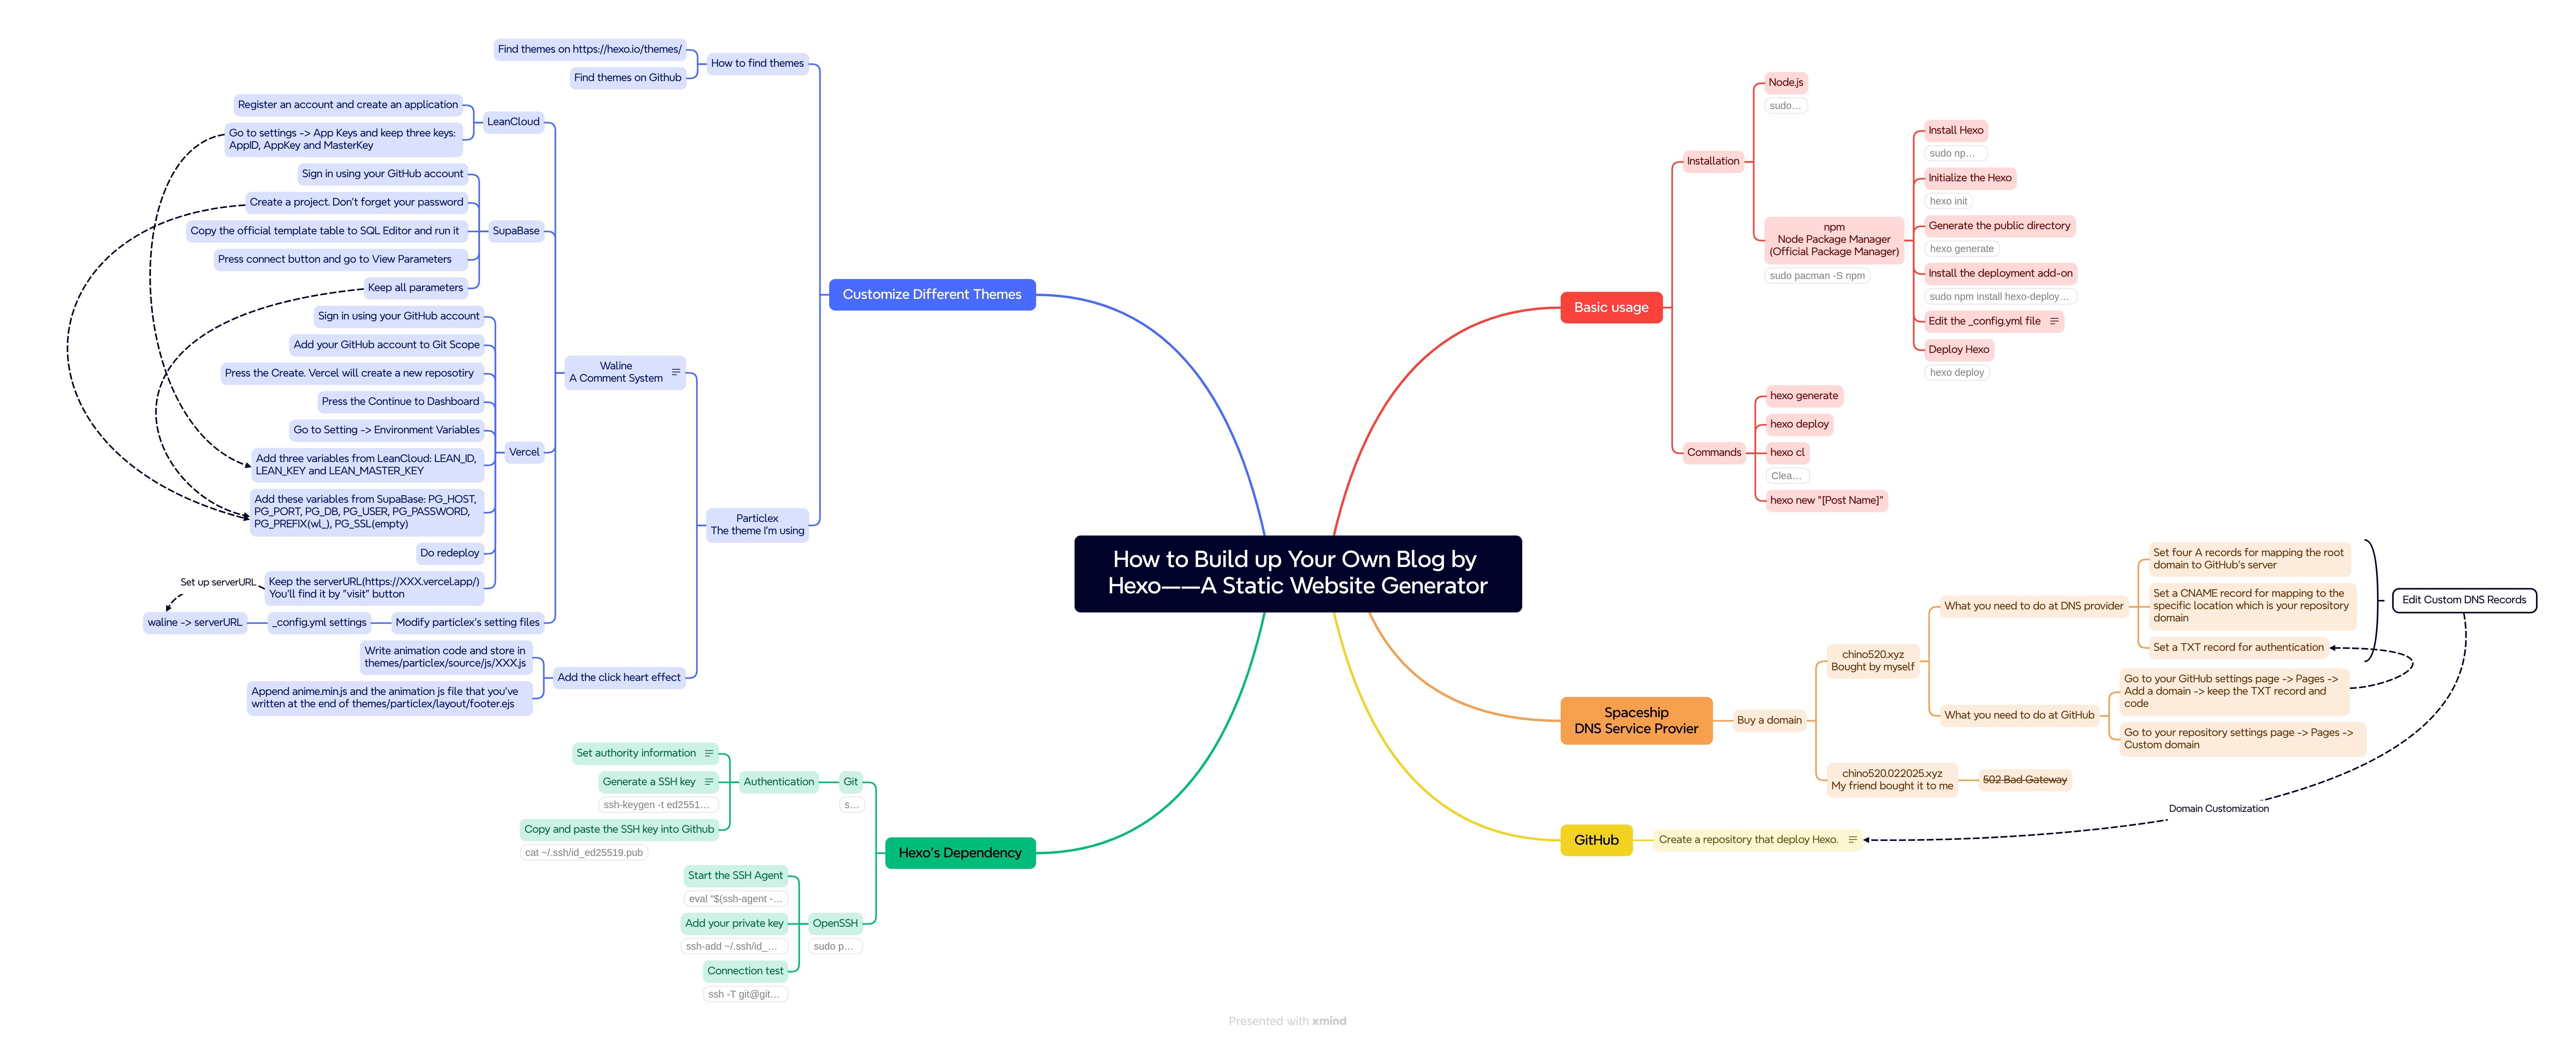 How to Build up Your Own Blog by
Hexo——A Static Website Generator
Customize Different Themes
How to find themes
Find themes on https://hexo.io/themes/
Find themes on Github
Particlex
The theme I'm using
Waline
A Comment System
LeanCloud
Register an account and create an application
Go to settings -> App Keys and keep three keys:
AppID, AppKey and MasterKey
SupaBase
Sign in using your GitHub account
Create a project. Don't forget your password
Copy the official template table to SQL Editor and run it
Press connect button and go to View Parameters
Keep all parameters
Vercel
Sign in using your GitHub account
Add your GitHub account to Git Scope
Press the Create. Vercel will create a new reposotiry
Press the Continue to Dashboard
Go to Setting -> Environment Variables
Add three variables from LeanCloud: LEAN_ID,
LEAN_KEY and LEAN_MASTER_KEY
Add these variables from SupaBase: PG_HOST,
PG_PORT, PG_DB, PG_USER, PG_PASSWORD,
PG_PREFIX(wl_), PG_SSL(empty)
Do redeploy
Keep the serverURL(https://XXX.vercel.app/)
You'll find it by "visit" button
Set up serverURL
Modify particlex's setting files
_config.yml settings
waline -> serverURL
Add the click heart effect
Write animation code and store in
themes/particlex/source/js/XXX.js
Append anime.min.js and the animation js file that you've
written at the end of themes/particlex/layout/footer.ejs
Hexo's Dependency
Git
s...
Authentication
Set authority information
Generate a SSH key
ssh-keygen -t ed2551...
Copy and paste the SSH key into Github
cat ~/.ssh/id_ed25519.pub
OpenSSH
sudo p...
Start the SSH Agent
eval "$(ssh-agent -...
Add your private key
ssh-add ~/.ssh/id_...
Connection test
ssh -T git@git...
Basic usage
Installation
Node.js
sudo...
npm
Node Package Manager
(Official Package Manager)
sudo pacman -S npm
Install Hexo
sudo np...
Initialize the Hexo
hexo init
Generate the public directory
hexo generate
Install the deployment add-on
sudo npm install hexo-deploy...
Edit the _config.yml file
Deploy Hexo
hexo deploy
Commands
hexo generate
hexo deploy
hexo cl
Clea...
hexo new "[Post Name]"
Spaceship
DNS Service Provier
Buy a domain
chino520.xyz
Bought by myself
What you need to do at DNS provider
Set four A records for mapping the root
domain to GitHub's server
Set a CNAME record for mapping to the
specific location which is your repository
domain
Set a TXT record for authentication
Edit Custom DNS Records
What you need to do at GitHub
Go to your GitHub settings page -> Pages ->
Add a domain -> keep the TXT record and
code
Go to your repository settings page -> Pages ->
Custom domain
chino520.022025.xyz
My friend bought it to me
502 Bad Gateway
Domain Customization
GitHub
Create a repository that deploy Hexo.
Presented with xmind